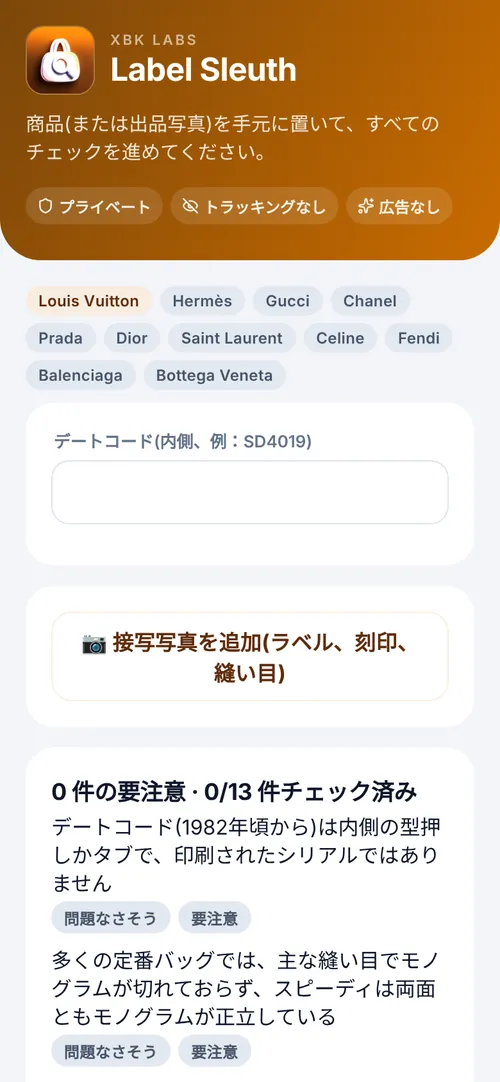 XBK LABS
Label Sleuth
商品(または出品写真)を手元に置いて、すべての
チェックを進めてください。
プライベート
トラッキングなし
広告なし
Louis Vuitton
Hermès
Gucci
Chanel
Prada
Dior
Saint Laurent
Celine
Fendi
Balenciaga
Bottega Veneta
デートコード(内側、例：SD4019)
接写写真を追加(ラベル、刻印、
縫い目)
0 件の要注意 · 0/13 件チェック済み
デートコード(1982年頃から)は内側の型押
しかタブで、印刷されたシリアルではあり
ません
問題なさそう
要注意
多くの定番バッグでは、主な縫い目でモノ
グラムが切れておらず、スピーディは両面
ともモノグラムが正立している
問題なさそう
要注意